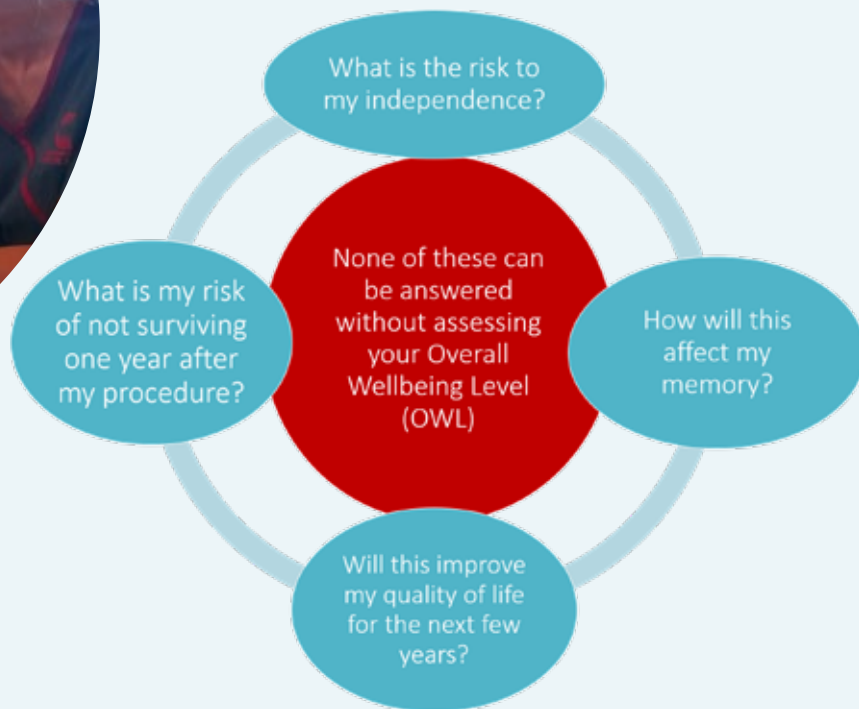 What is the risk to
my independence?
None of these can
be answered
without assessing
your Overall
Wellbeing Level
(OWL)
What is my risk
of not surviving
one year after
my procedure?
How will this
affect my
memory?
Will this improve
my quality of life
for the next few
years?